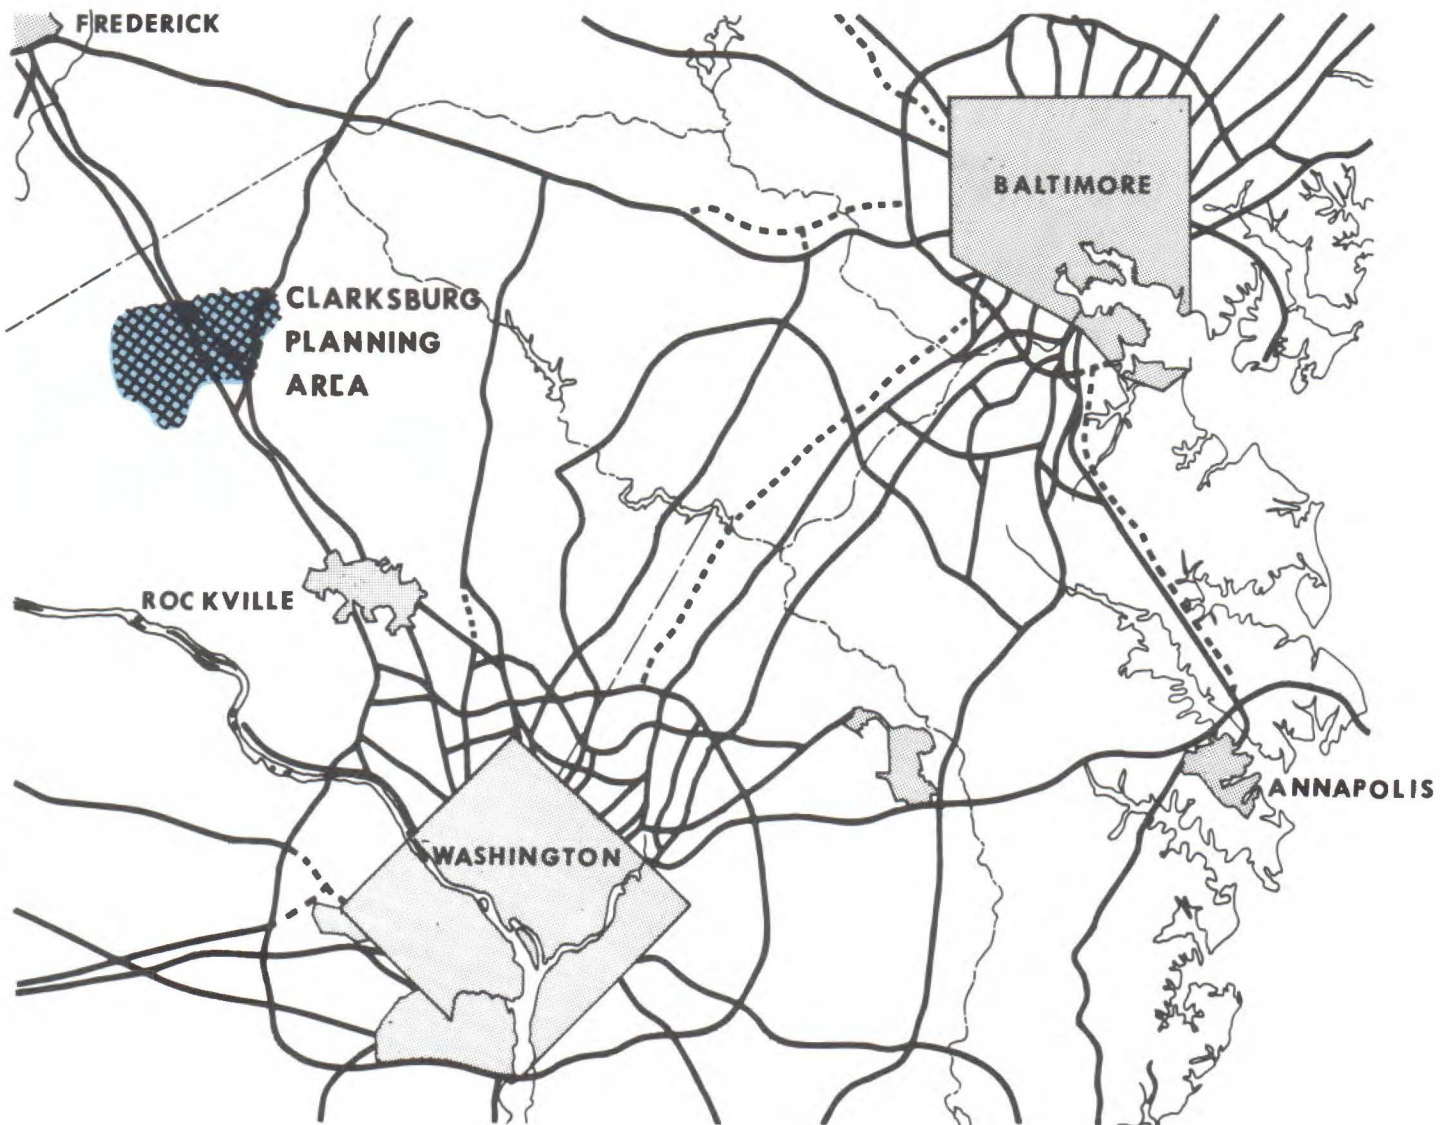 FREDERICK
BALTIMORE
CLARKSBURG
PLANNING
AREA
ROCKVILLE
ANNAPOLIS
WASHINGTON